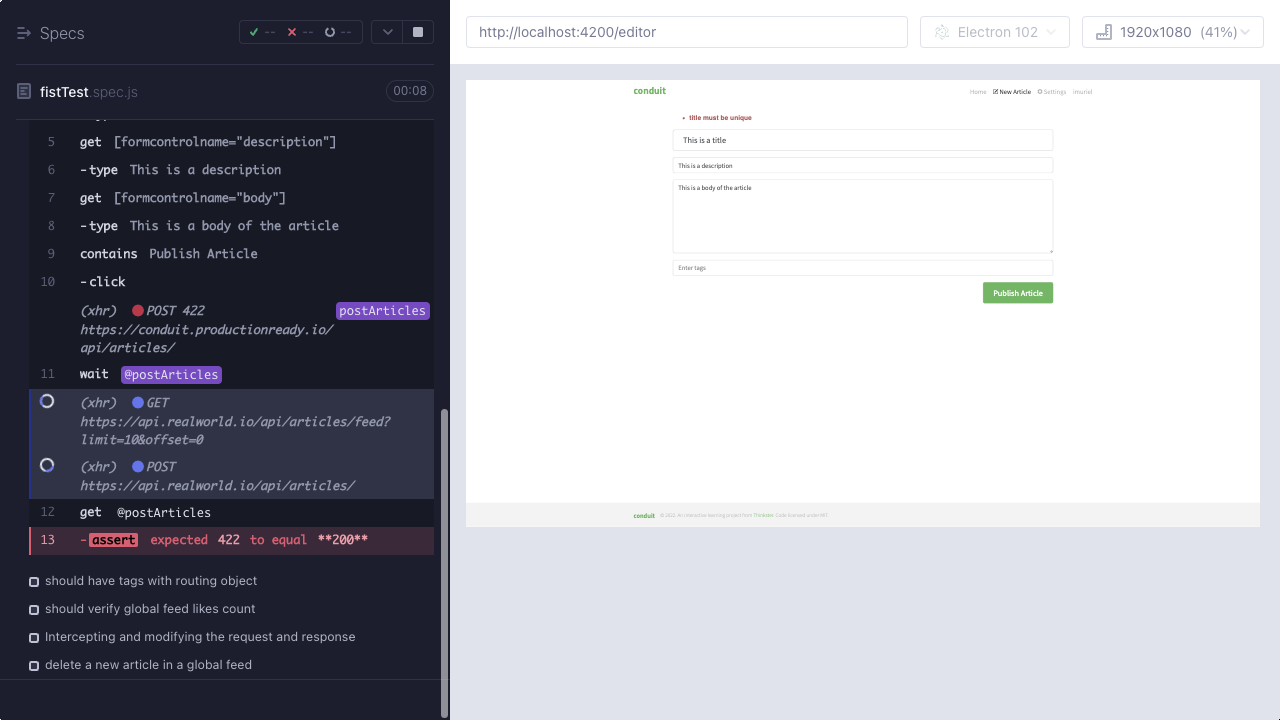 Specs
--
--
--
fistTest.spec.js
00:08
5 get [formcontrolname="description"]
6 -type This is a description
7 get [formcontrolname="body"]
8 -type This is a body of the article
9 contains Publish Article
10 -click
(xhr) POST 422 postArticles
https://conduit.productionready.io/
api/articles/
11 wait @postArticles
(xhr) GET
https://api.realworld.io/api/articles/feed?
limit=10&offset=0
(xhr) POST
https://api.realworld.io/api/articles/
12 get @postArticles
13 -assert expected 422 to equal **200**
should have tags with routing object
should verify global feed likes count
Intercepting and modifying the request and response
delete a new article in a global feed
http://localhost:4200/editor
Electron 102
1920x1080 (41%)
conduit
Home New Article Settings imuriel
• title must be unique
This is a title
This is a description
This is a body of the article
Enter tags
Publish Article
conduit © 2022. An interactive learning project from Thinkster. Code licensed under MIT.